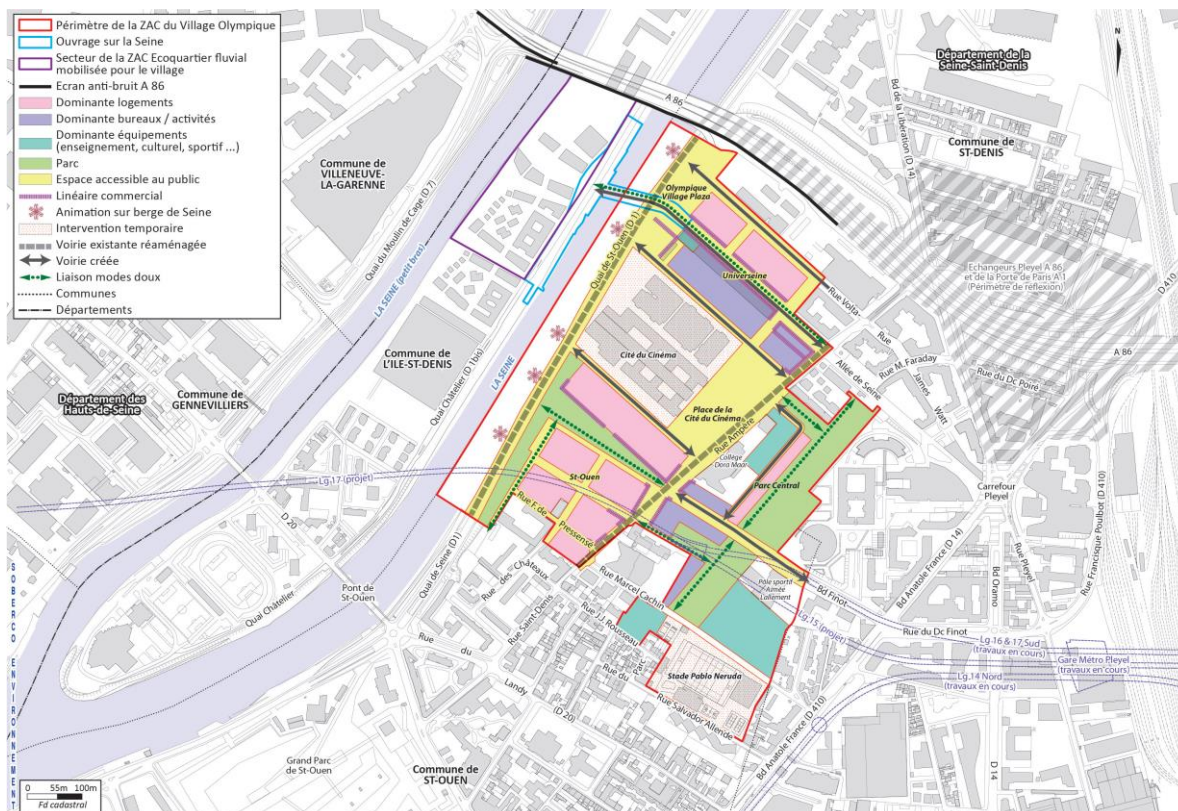 Périmètre de la ZAC du Village Olympique
Ouvrage sur la Seine
Secteur de la ZAC Ecoquartier fluvial
mobilisée pour le village
Ecran anti-bruit A 86
Dominante logements
Dominante bureaux / activités
Dominante équipements
(enseignement, culturel, sportif ...)
Parc
Espace accessible au public
Linéaire commercial
Animation sur berge de Seine
Intervention temporaire
Voirie existante réaménagée
Voirie créée
Liaison modes doux
Communes
Départements
N
Département de la
Seine-Saint-Denis
Bd de la Libération (D 14)
Commune de
ST-DENIS
A 86
Commune de
VILLENEUVE-
LA-GARENNE
Quai du Moulin de Cage (D 7)
LA SEINE (petit bras)
Olympique
Village Plaza
Quai de St-Ouen (D 1)
Universeine
Echangeurs Pleyel A 86
et de la Porte de Paris A 1
(Périmètre de réflexion)
D 410
A 86
Rue Volta
Rue
Allée de Seine
Rue M. Faraday
James
Watt
Rue du Dc Poiré
Cité du Cinéma
Place de la
Cité du Cinéma
Rue Ampère
Commune de
L'ILE-ST-DENIS
Quai Châtelier (D 1bis)
LA SEINE
Département des
Hauts-de-Seine
Commune de
GENNEVILLIERS
Collège
Dora Maar
Parc Central
Carrefour
Pleyel
St-Ouen
Lg.17 (projet)
D 20
Rue F. de
Pressensé
Quai de Seine (D1)
Rue des Châteaux
Rue Saint-Denis
Pont de
St-Ouen
Quai Châtelier
Rue
du
Landy
(D 20)
Rue Marcel Cachin
Rue J.J. Rousseau
Rue du
Parc
Pôle sportif
Aimée
Lallement
Lg.15 (projet)
Bd Finot
Bd Anatole France (D 14)
Bd Ornano
Rue Pleyel
Rue Francisque Poulbot (D 410)
Rue du Dc Finot
Lg.16 & 17 Sud
(travaux en cours)
Gare Métro Pleyel
(travaux en cours)
Lg.14 Nord
(travaux en cours)
Stade Pablo Neruda
Rue Salvador Allende
Bd Anatole France (D 410)
D 14
Grand Parc
de St-Ouen
Commune de
ST-OUEN
SOBERCO ENVIRONNEMENT
0 55m 100m
Fd cadastral